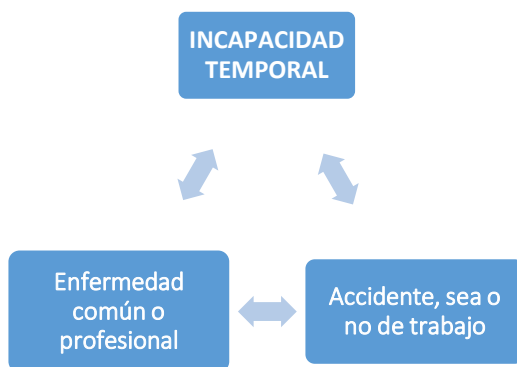 INCAPACIDAD
TEMPORAL
Enfermedad
común o
profesional
Accidente, sea o
no de trabajo